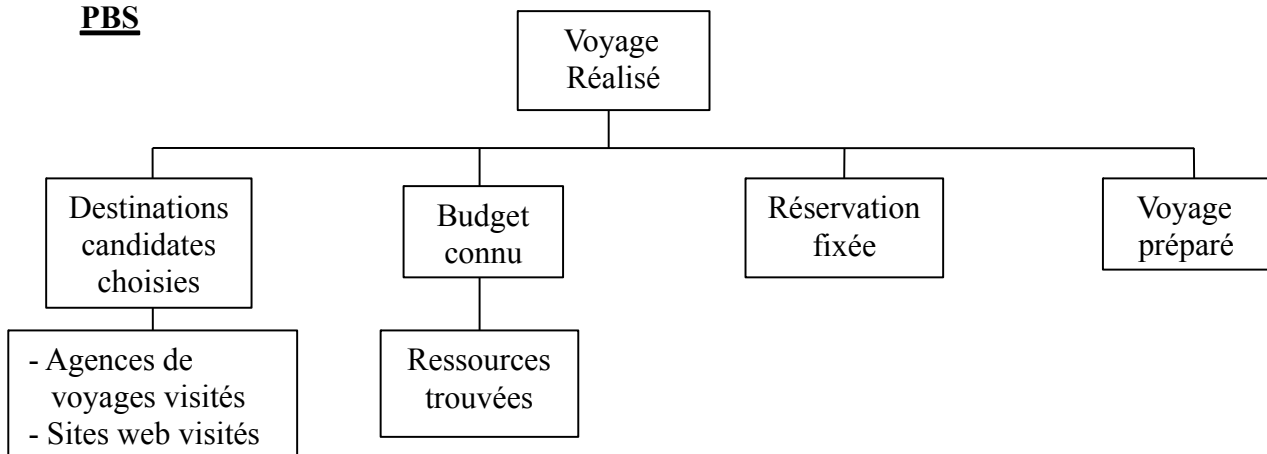 PBS
Voyage
Réalisé
Destinations
candidates
choisies
Budget
connu
Réservation
fixée
Voyage
préparé
- Agences de
voyages visités
- Sites web visités
Ressources
trouvées